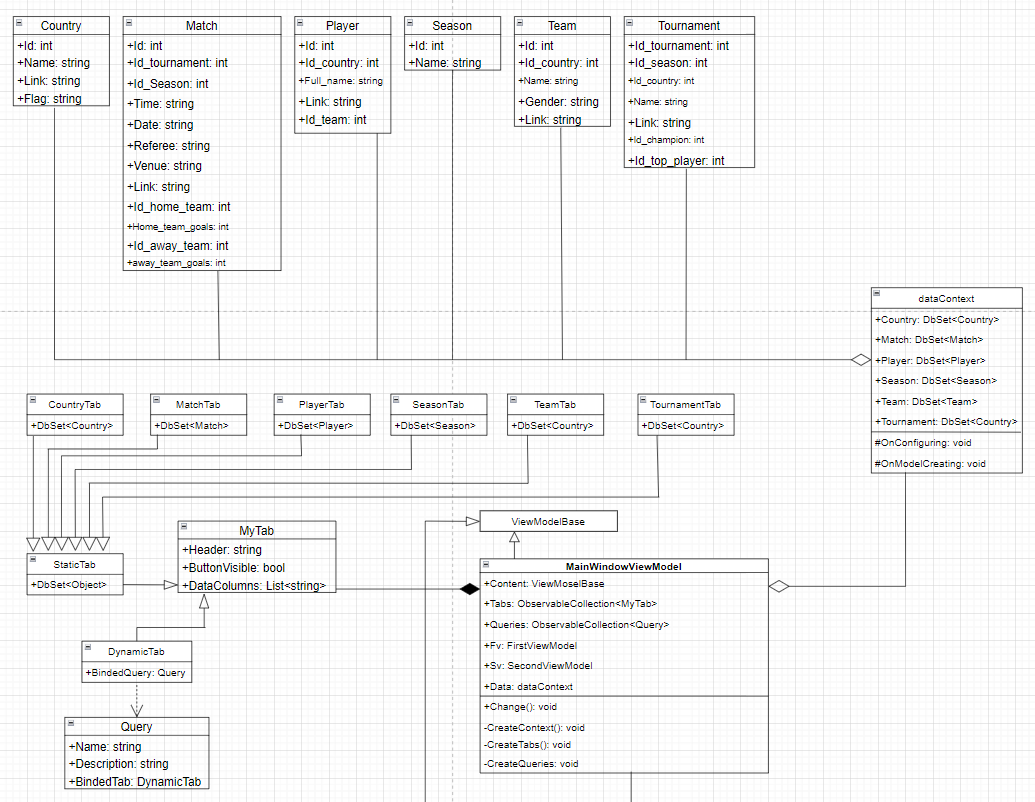 Country
+Id: int
+Name: string
+Link: string
+Flag: string
Match
+Id: int
+Id_tournament: int
+Id_Season: int
+Time: string
+Date: string
+Referee: string
+Venue: string
+Link: string
+Id_home_team: int
+Home_team_goals: int
+Id_away_team: int
+away_team_goals: int
Player
+Id: int
+Id_country: int
+Full_name: string
+Link: string
+Id_team: int
Season
+Id: int
+Name: string
Team
+Id: int
+Id_country: int
+Name: string
+Gender: string
+Link: string
Tournament
+Id_tournament: int
+Id_season: int
+Id_country: int
+Name: string
+Link: string
+Id_champion: int
+Id_top_player: int
dataContext
+Country: DbSet<Country>
+Match: DbSet<Match>
+Player: DbSet<Player>
+Season: DbSet<Season>
+Team: DbSet<Team>
+Tournament: DbSet<Country>
#OnConfiguring: void
#OnModelCreating: void
CountryTab
+DbSet<Country>
MatchTab
+DbSet<Match>
PlayerTab
+DbSet<Player>
SeasonTab
+DbSet<Season>
TeamTab
+DbSet<Country>
TournamentTab
+DbSet<Country>
StaticTab
+DbSet<Object>
MyTab
+Header: string
+ButtonVisible: bool
+DataColumns: List<string>
ViewModelBase
MainWindowViewModel
+Content: ViewMoselBase
+Tabs: ObservableCollection<MyTab>
+Queries: ObservableCollection<Query>
+Fv: FirstViewModel
+Sv: SecondViewModel
+Data: dataContext
+Change(): void
-CreateContext(): void
-CreateTabs(): void
-CreateQueries: void
DynamicTab
+BindedQuery: Query
Query
+Name: string
+Description: string
+BindedTab: DynamicTab